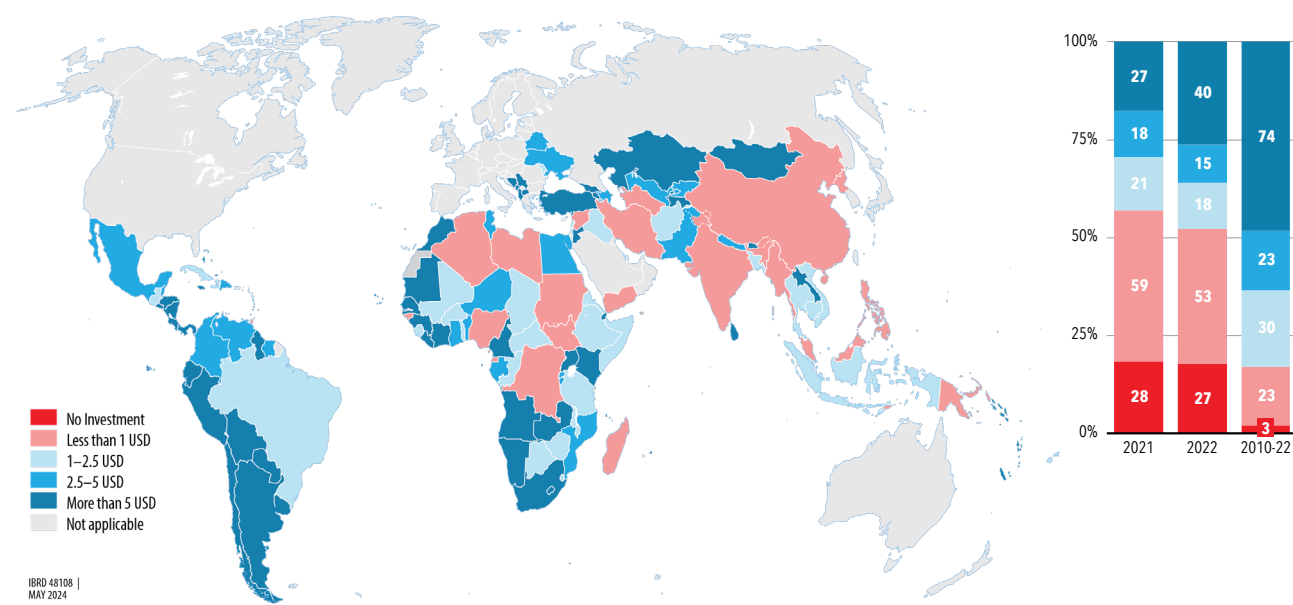 No Investment
Less than 1 USD
1–2.5 USD
2.5–5 USD
More than 5 USD
Not applicable
IBRD 48108 |
MAY 2024
100%
75%
50%
25%
0%
27
18
21
59
28
2021
40
15
18
53
27
2022
74
23
30
23
3
2010-22